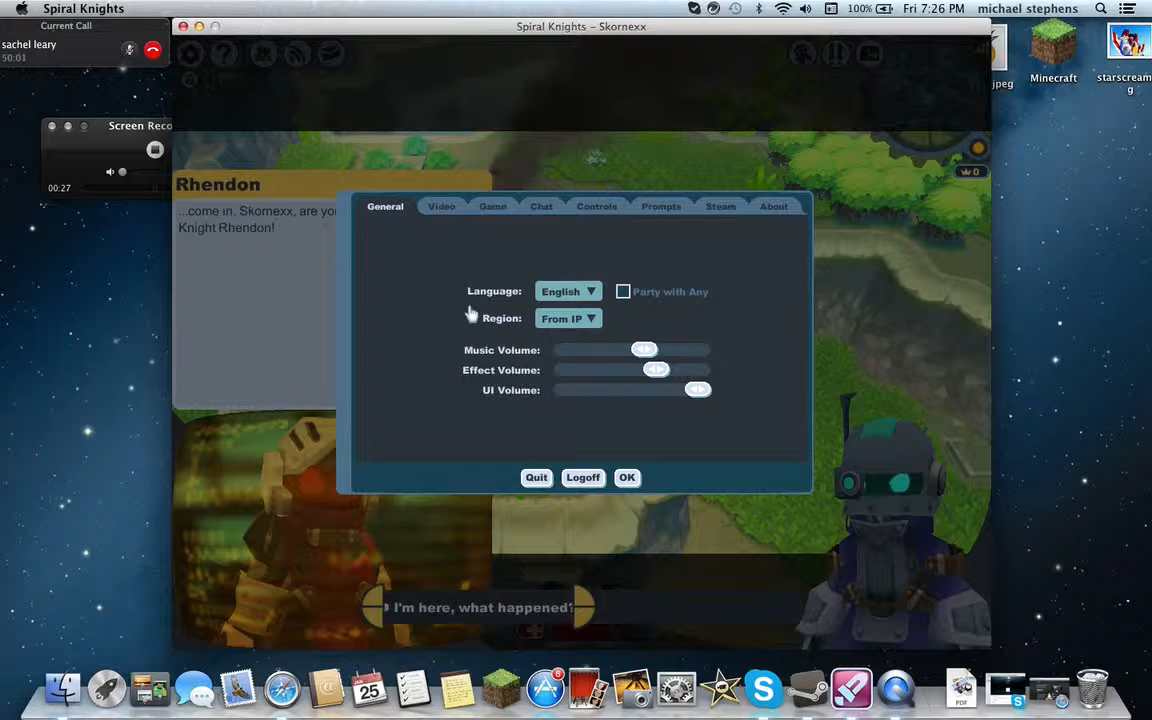 Spiral Knights
100%
Fri 7:26 PM
michael stephens
Current Call
sachel leary
50:01
Spiral Knights – Skornexx
jpeg
Minecraft
starscream
g
Screen Reco
00:27
0
Rhendon
...come in, Skornexx, are yo
Knight Rhendon!
General
Video
Game
Chat
Controls
Prompts
Steam
About
Language:
English
Party with Any
Region:
From IP
Music Volume:
Effect Volume:
UI Volume:
Quit
Logoff
OK
I'm here, what happened?
JAN
25
6
PDF